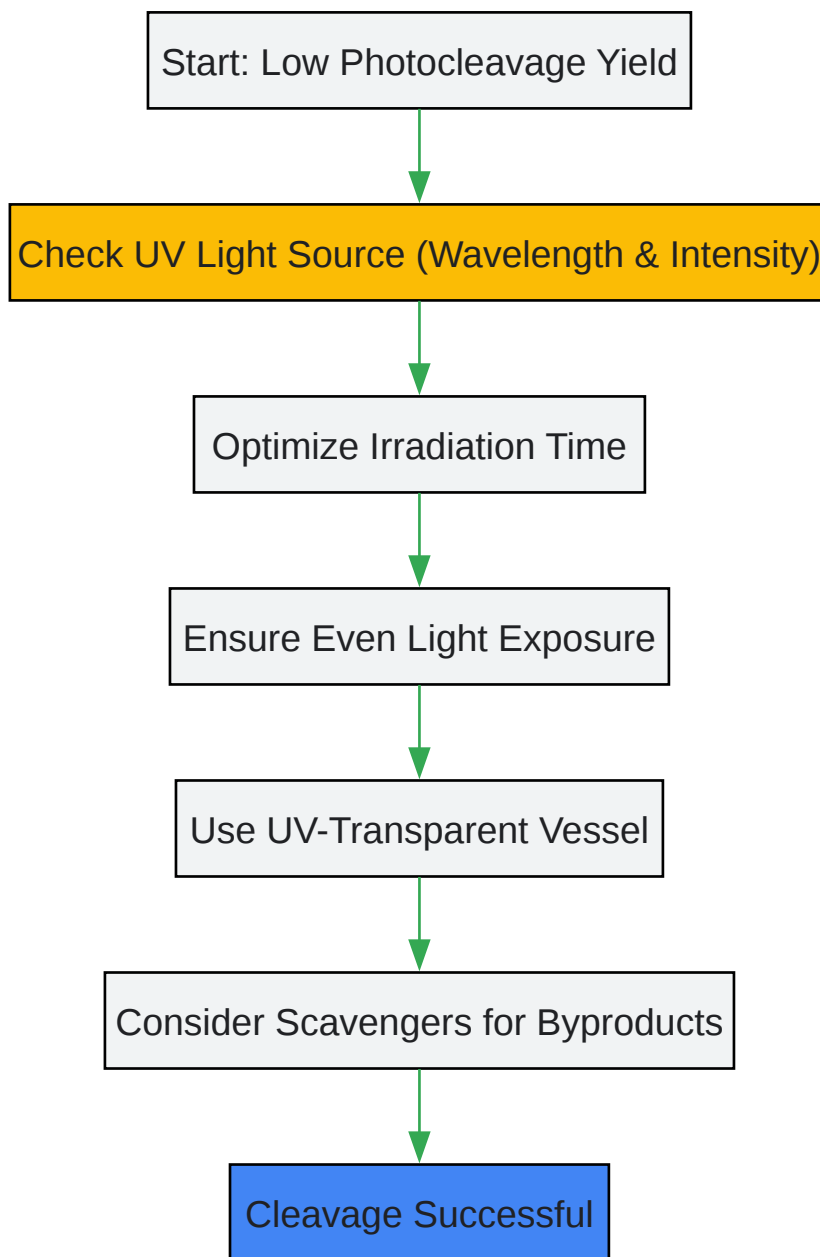 Start: Low Photocleavage Yield
Check UV Light Source (Wavelength & Intensity)
Optimize Irradiation Time
Ensure Even Light Exposure
Use UV-Transparent Vessel
Consider Scavengers for Byproducts
Cleavage Successful